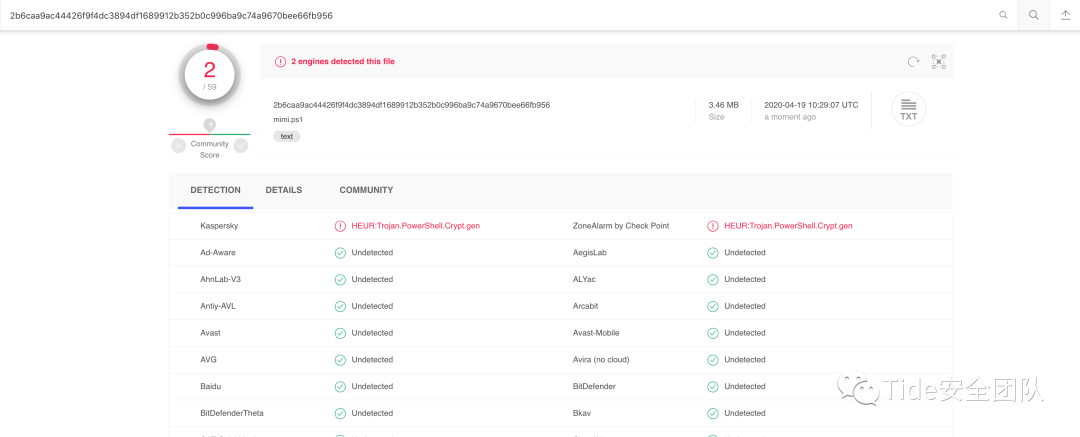 2b6caa9ac44426f9f4dc3894df1689912b352b0c996ba9c74a9670bee66fb956
2
/ 59
2 engines detected this file
2b6caa9ac44426f9f4dc3894df1689912b352b0c996ba9c74a9670bee66fb956
mimi.ps1
text
3.46 MB
Size
2020-04-19 10:29:07 UTC
a moment ago
TXT
?
Community
Score
DETECTION DETAILS COMMUNITY
Kaspersky HEUR:Trojan.PowerShell.Crypt.gen ZoneAlarm by Check Point HEUR:Trojan.PowerShell.Crypt.gen
Ad-Aware Undetected AegisLab Undetected
AhnLab-V3 Undetected ALYac Undetected
Antiy-AVL Undetected Arcabit Undetected
Avast Undetected Avast-Mobile Undetected
AVG Undetected Avira (no cloud) Undetected
Baidu Undetected BitDefender Undetected
BitDefenderTheta Undetected Bkav Undetected
Tide安全团队